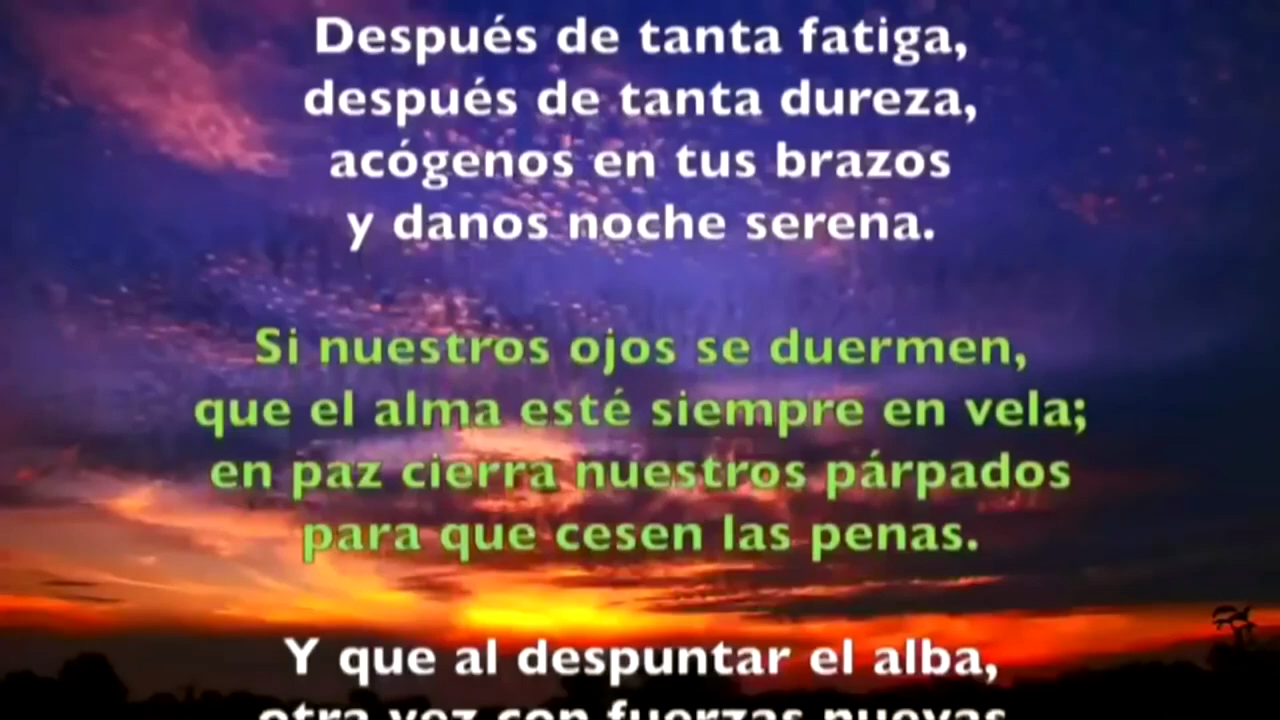 Después de tanta fatiga,
después de tanta dureza,
acógenos en tus brazos
y danos noche serena.
Si nuestros ojos se duermen,
que el alma esté siempre en vela;
en paz cierra nuestros párpados
para que cesen las penas.
Y que al despuntar el alba,
otra vez con fuerzas nuevas,